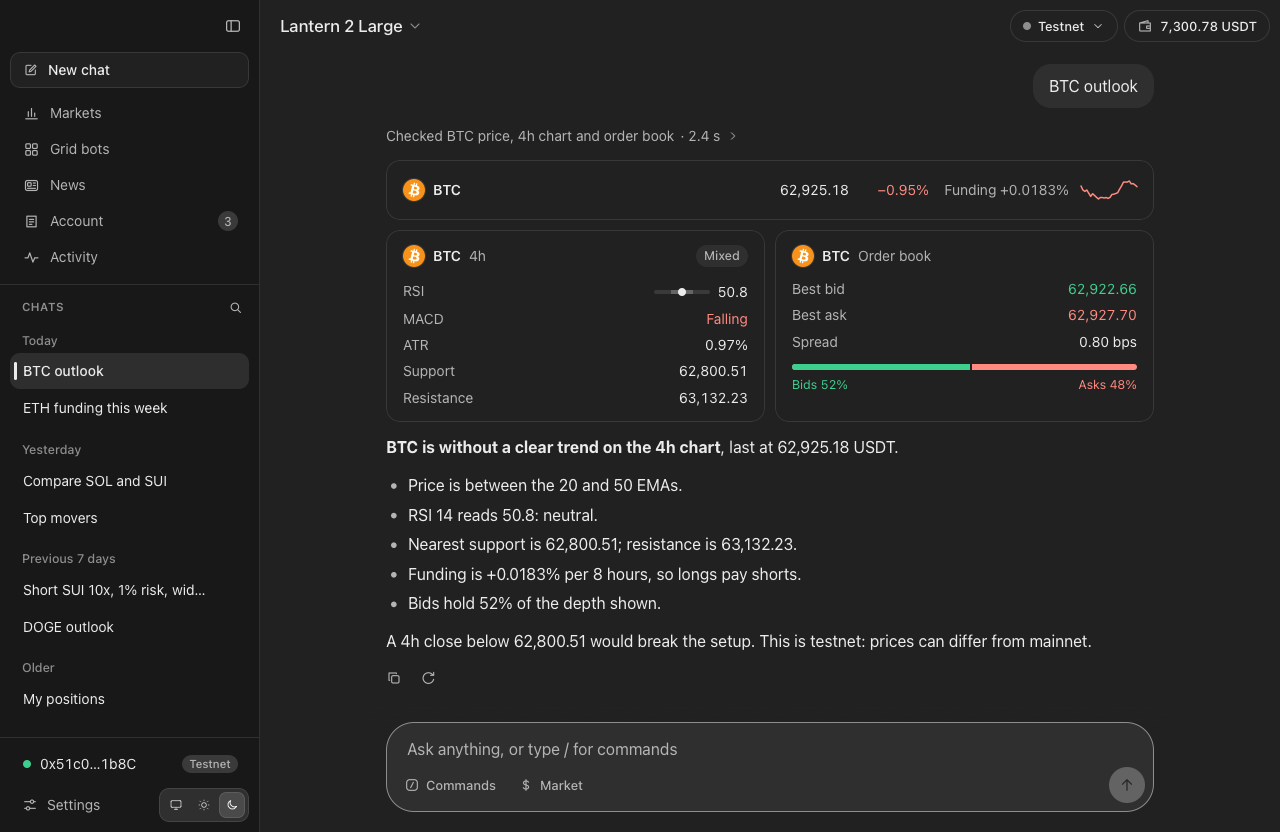 Lantern 2 Large
Testnet
7,300.78 USDT
New chat
Markets
Grid bots
News
Account 3
Activity
CHATS
Today
BTC outlook
ETH funding this week
Yesterday
Compare SOL and SUI
Top movers
Previous 7 days
Short SUI 10x, 1% risk, wid...
DOGE outlook
Older
My positions
0x51c0...1b8C Testnet
Settings
BTC outlook
Checked BTC price, 4h chart and order book · 2.4 s
BTC 62,925.18 −0.95% Funding +0.0183%
BTC 4h Mixed
RSI 50.8
MACD Falling
ATR 0.97%
Support 62,800.51
Resistance 63,132.23
BTC Order book
Best bid 62,922.66
Best ask 62,927.70
Spread 0.80 bps
Bids 52% Asks 48%
BTC is without a clear trend on the 4h chart, last at 62,925.18 USDT.
• Price is between the 20 and 50 EMAs.
• RSI 14 reads 50.8: neutral.
• Nearest support is 62,800.51; resistance is 63,132.23.
• Funding is +0.0183% per 8 hours, so longs pay shorts.
• Bids hold 52% of the depth shown.
A 4h close below 62,800.51 would break the setup. This is testnet: prices can differ from mainnet.
Ask anything, or type / for commands
Commands $ Market